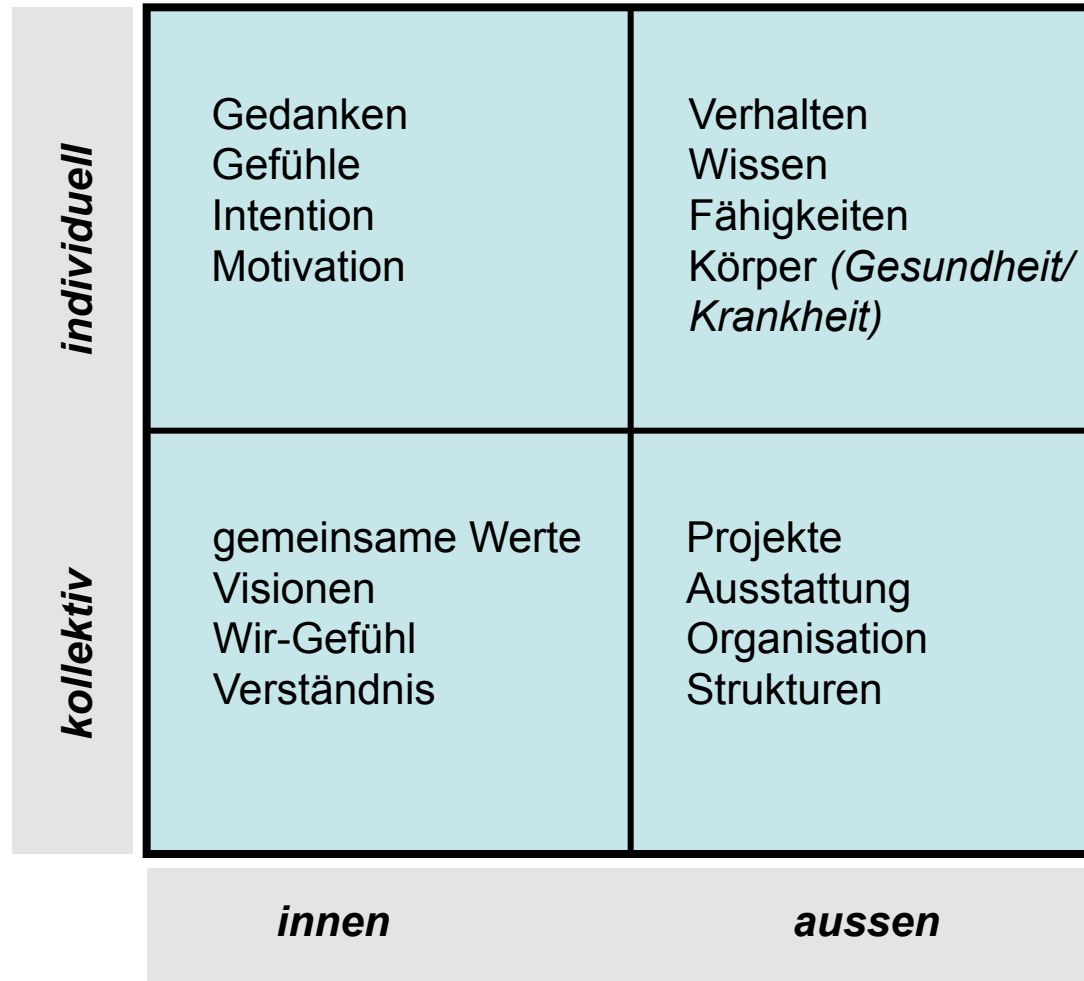 individuell
Gedanken
Gefühle
Intention
Motivation
Verhalten
Wissen
Fähigkeiten
Körper (Gesundheit/
Krankheit)
kollektiv
gemeinsame Werte
Visionen
Wir-Gefühl
Verständnis
Projekte
Ausstattung
Organisation
Strukturen
innen
aussen